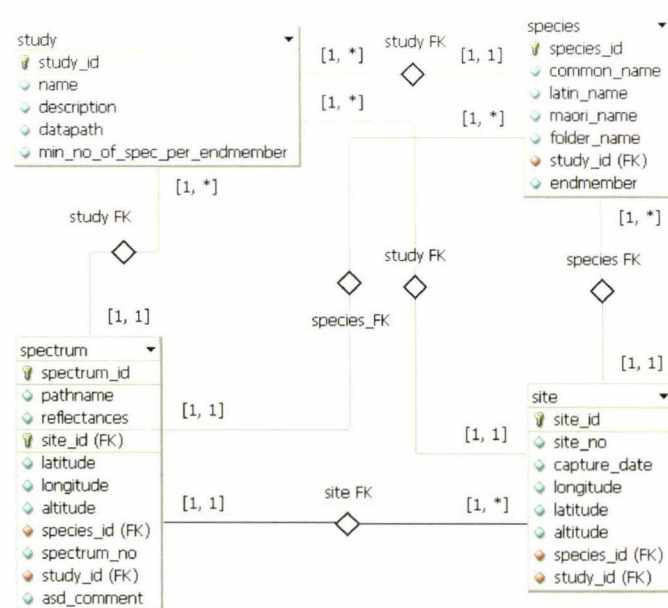 study
study_id
name
description
datapath
min_no_of_spec_per_endmember
[1, *]
study FK
[1, 1]
[1, *]
[1, *]
species
species_id
common_name
latin_name
maori_name
folder_name
study_id (FK)
endmember
[1, *]
study FK
[1, 1]
study FK
species_FK
[1, *]
species FK
[1, 1]
spectrum
spectrum_id
pathname
reflectances
site_id (FK)
latitude
longitude
altitude
species_id (FK)
spectrum_no
study_id (FK)
asd_comment
[1, 1]
[1, 1]
[1, 1]
site FK
[1, *]
site
site_id
site_no
capture_date
longitude
latitude
altitude
species_id (FK)
study_id (FK)